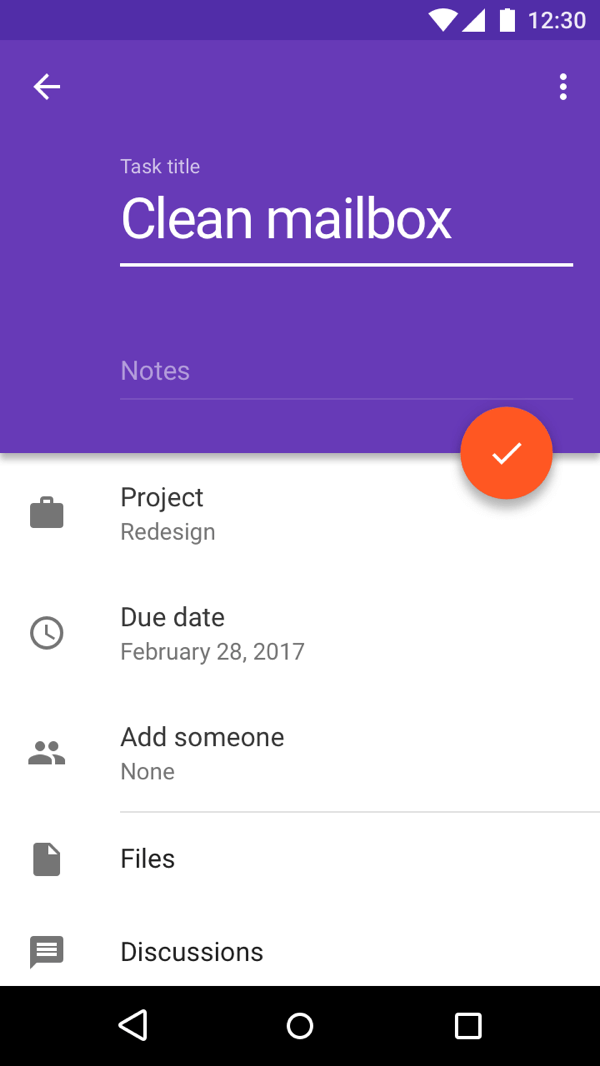 12:30
Task title
Clean mailbox
Notes
Project
Redesign
Due date
February 28, 2017
Add someone
None
Files
Discussions